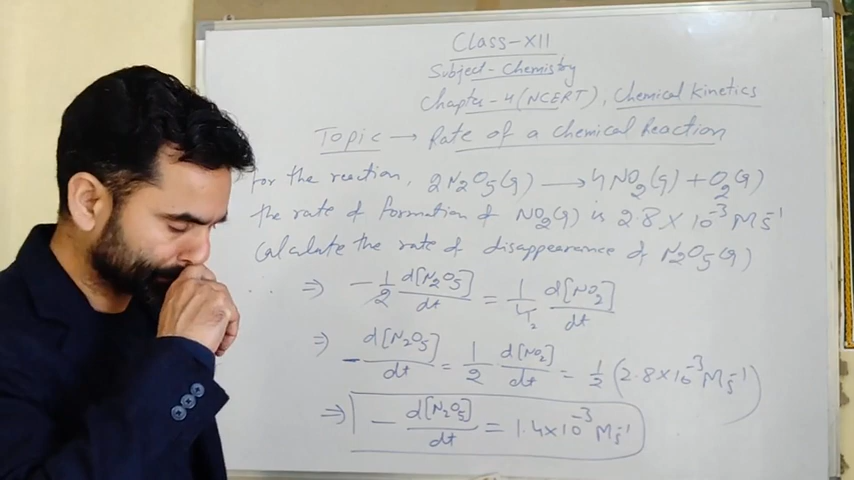 Class-XII
Subject-Chemistry
Chapter-4(NCERT), Chemical Kinetics
Topic → Rate of a chemical Reaction
For the reaction, 2N2O5(g) → 4NO2(g) + O2(g)
the rate of formation of NO2(g) is 2.8 × 10^-3 M s^-1
Calculate the rate of disappearance of N2O5(g)
⇒ -1/2 d[N2O5]/dt = 1/4 2 d[NO2]/dt
⇒ -d[N2O5]/dt = 1/2 d[NO2]/dt = 1/2 (2.8×10^-3 M s^-1)
⇒ -d[N2O5]/dt = 1.4×10^-3 M s^-1